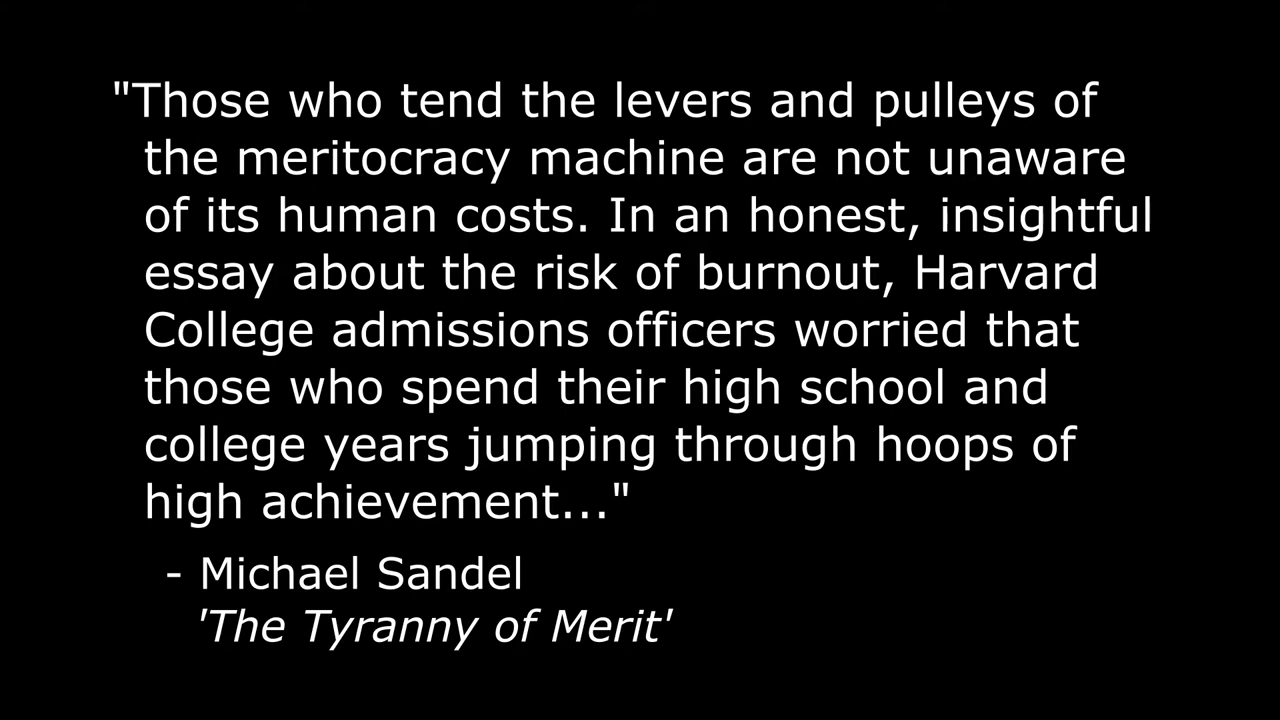 "Those who tend the levers and pulleys of
the meritocracy machine are not unaware
of its human costs. In an honest, insightful
essay about the risk of burnout, Harvard
College admissions officers worried that
those who spend their high school and
college years jumping through hoops of
high achievement..."
- Michael Sandel
'The Tyranny of Merit'